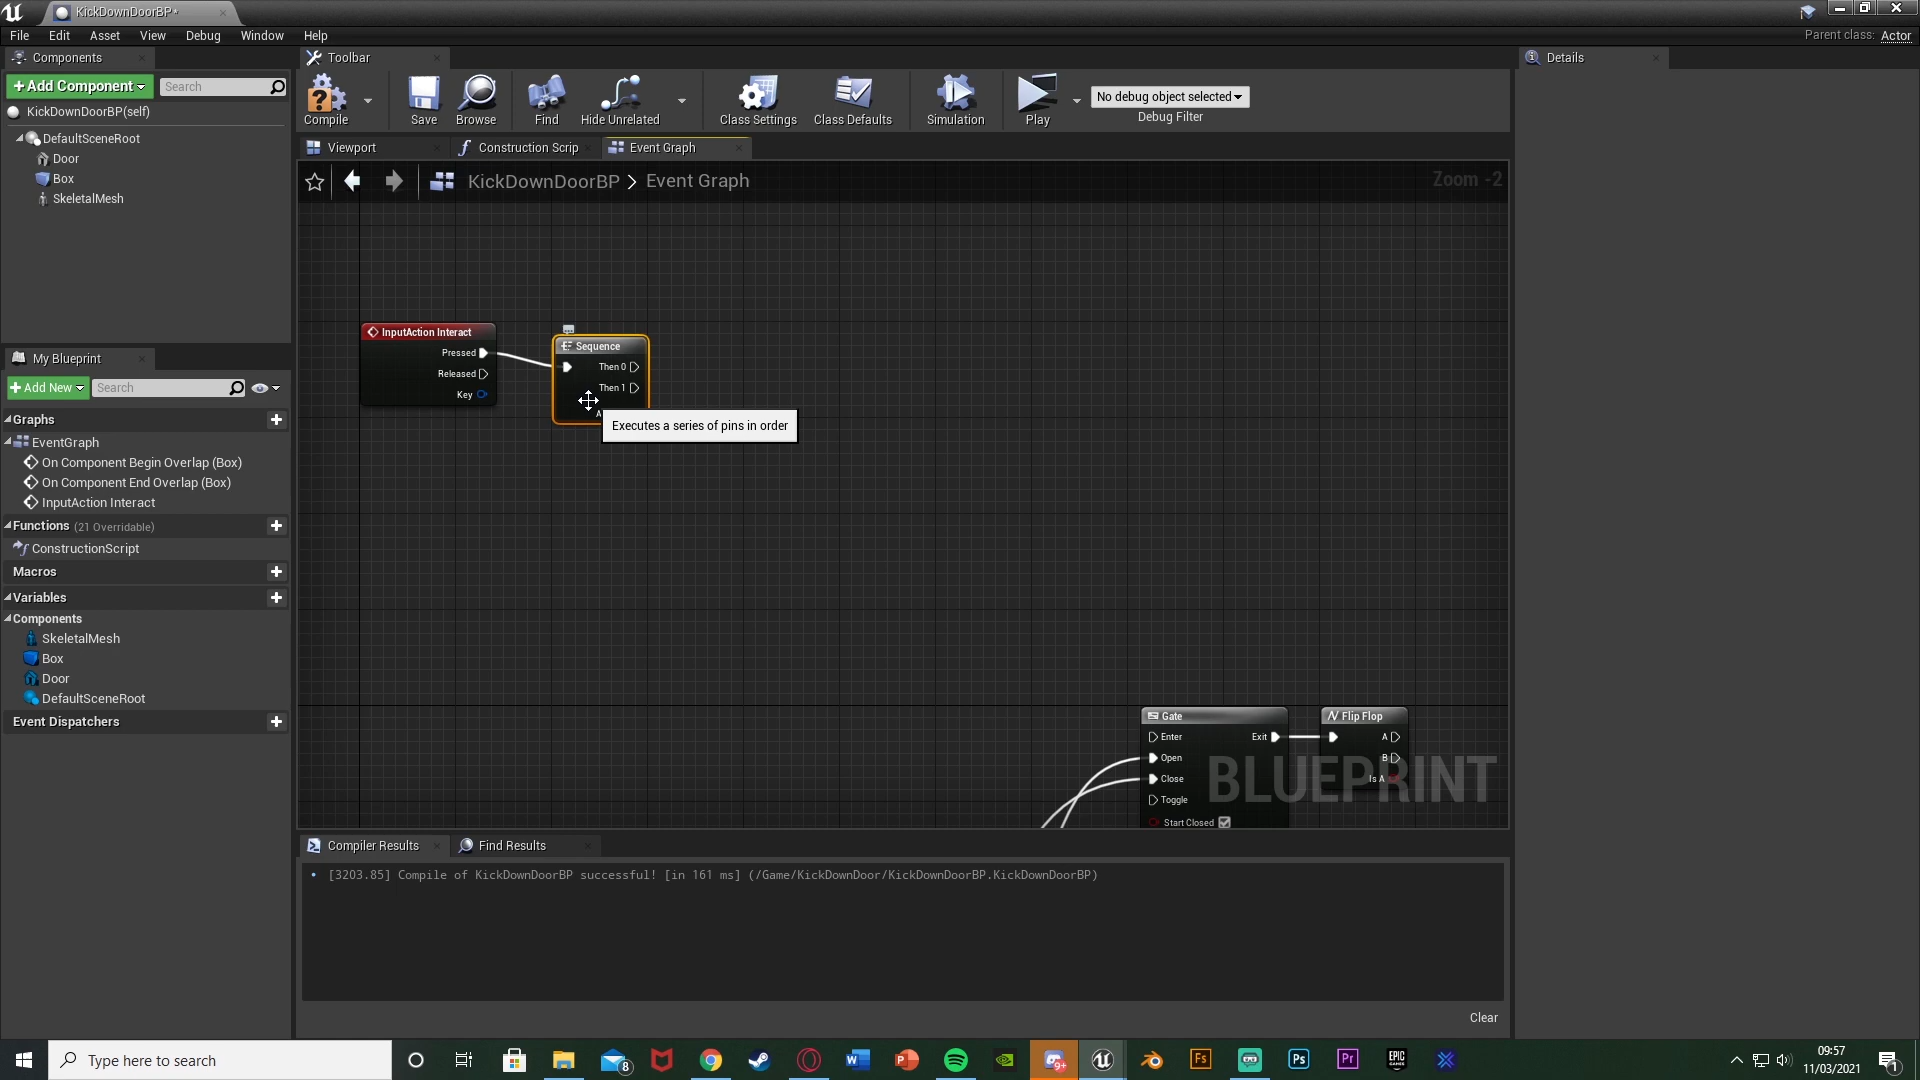 KickDownDoorBP*
File Edit Asset View Debug Window Help
Parent class: Actor
Components
Toolbar
Details
+Add Component
Search
KickDownDoorBP(self)
DefaultSceneRoot
Door
Box
SkeletalMesh
Compile
Save
Browse
Find
Hide Unrelated
Class Settings
Class Defaults
Simulation
Play
No debug object selected
Debug Filter
Viewport
Construction Scrip
Event Graph
KickDownDoorBP > Event Graph
Zoom -2
InputAction Interact
Pressed
Released
Key
Sequence
Then 0
Then 1
A
Executes a series of pins in order
Gate
Enter
Exit
Open
Close
Toggle
Start Closed
Flip Flop
A
B
Is A
BLUEPRINT
My Blueprint
+Add New
Search
Graphs
EventGraph
On Component Begin Overlap (Box)
On Component End Overlap (Box)
InputAction Interact
Functions (21 Overridable)
ConstructionScript
Macros
Variables
Components
SkeletalMesh
Box
Door
DefaultSceneRoot
Event Dispatchers
Compiler Results
Find Results
[3203.85] Compile of KickDownDoorBP successful! [in 161 ms] (/Game/KickDownDoor/KickDownDoorBP.KickDownDoorBP)
Clear
Type here to search
8
9+
Fs
Ps
Pr
09:57
11/03/2021
1